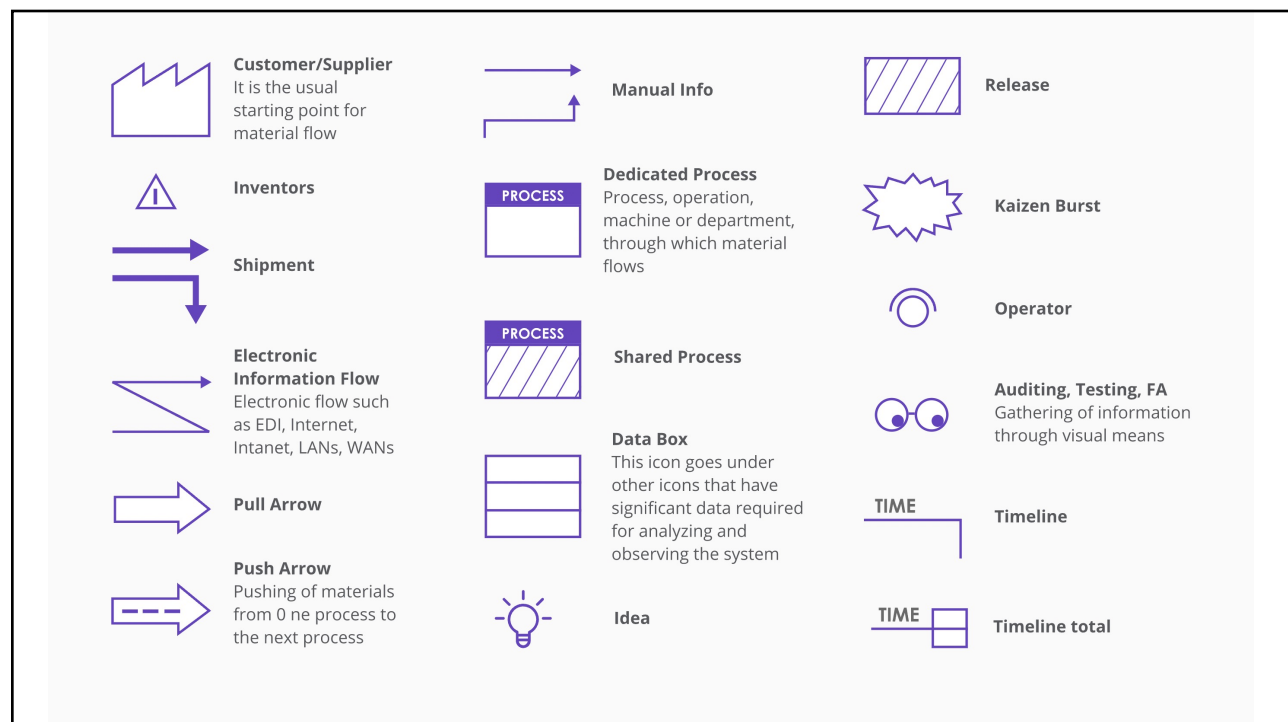 Customer/Supplier
It is the usual
starting point for
material flow
Inventors
Shipment
Electronic
Information Flow
Electronic flow such
as EDI, Internet,
Intanet, LANs, WANs
Pull Arrow
Push Arrow
Pushing of materials
from 0 ne process to
the next process
Manual Info
PROCESS
Dedicated Process
Process, operation,
machine or department,
through which material
flows
PROCESS
Shared Process
Data Box
This icon goes under
other icons that have
significant data required
for analyzing and
observing the system
Idea
Release
Kaizen Burst
Operator
Auditing, Testing, FA
Gathering of information
through visual means
TIME
Timeline
TIME
Timeline total